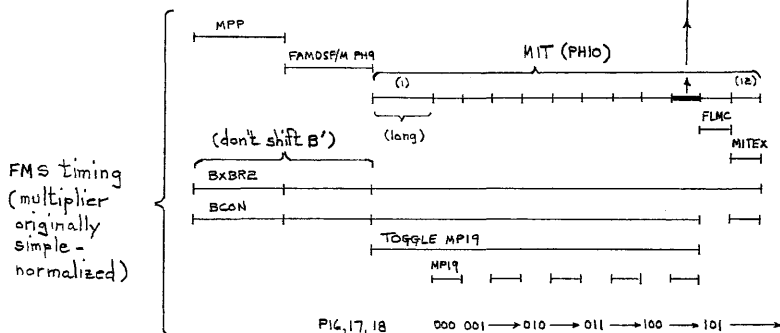 MPP
FAMDSF/M PH9
MIT (PH10)
(1)
(12)
(long)
FLMC
MITEX
(don't shift B')
FMS timing
(multiplier
originally
simple-
normalized)
BXBR2
BCON
TOGGLE MP19
MP19
P16, 17, 18 000 001 → 010 → 011 → 100 → 101 →